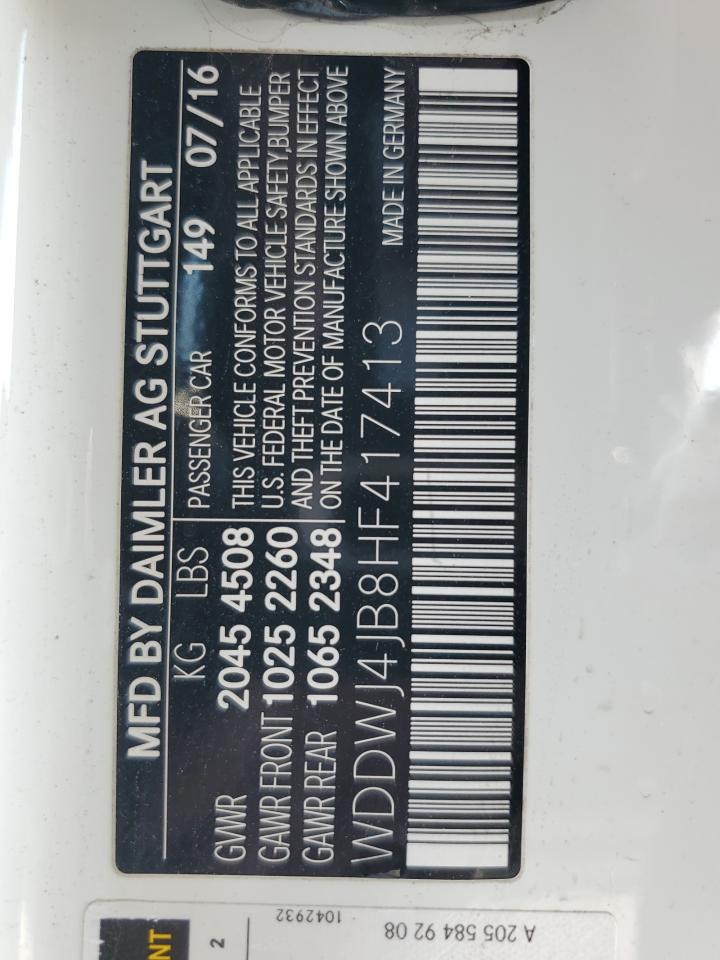 MFD BY DAIMLER AG STUTTGART
KG LBS PASSENGER CAR 149 07/16
GVWR 2045 4508 THIS VEHICLE CONFORMS TO ALL APPLICABLE
GAWR FRONT 1025 2260 U.S. FEDERAL MOTOR VEHICLE SAFETY,BUMPER
GAWR REAR 1065 2348 AND THEFT PREVENTION STANDARDS IN EFFECT
ON THE DATE OF MANUFACTURE SHOWN ABOVE
WDDWJ4JB8HF417413 MADE IN GERMANY
NT
2
1042932
A 205 584 92 08